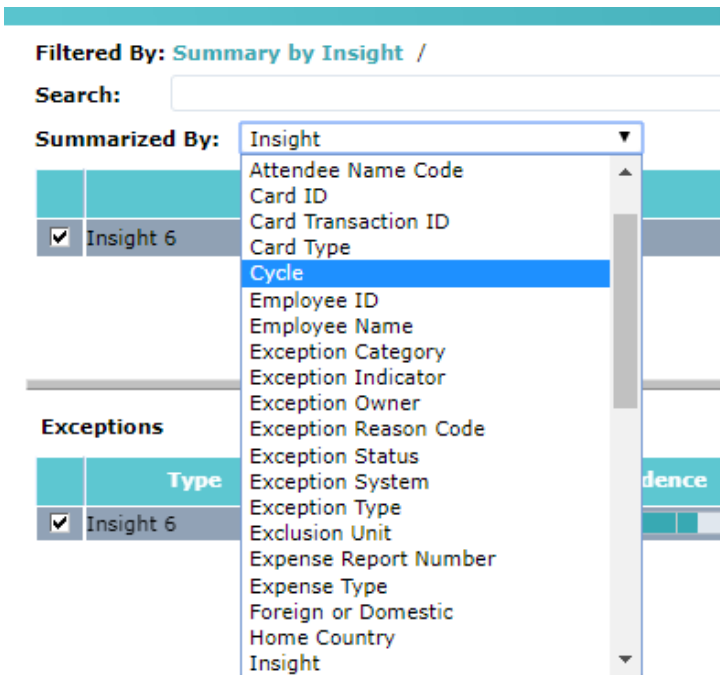 Filtered By: Summary by Insight /
Search:
Summarized By: Insight
Attendee Name Code
Card ID
Card Transaction ID
Card Type
Cycle
Employee ID
Employee Name
Exception Category
Exception Indicator
Exception Owner
Exception Reason Code
Exception Status
Exception System
Exception Type
Exclusion Unit
Expense Report Number
Expense Type
Foreign or Domestic
Home Country
Insight
Insight 6
Exceptions
Type dence
Insight 6